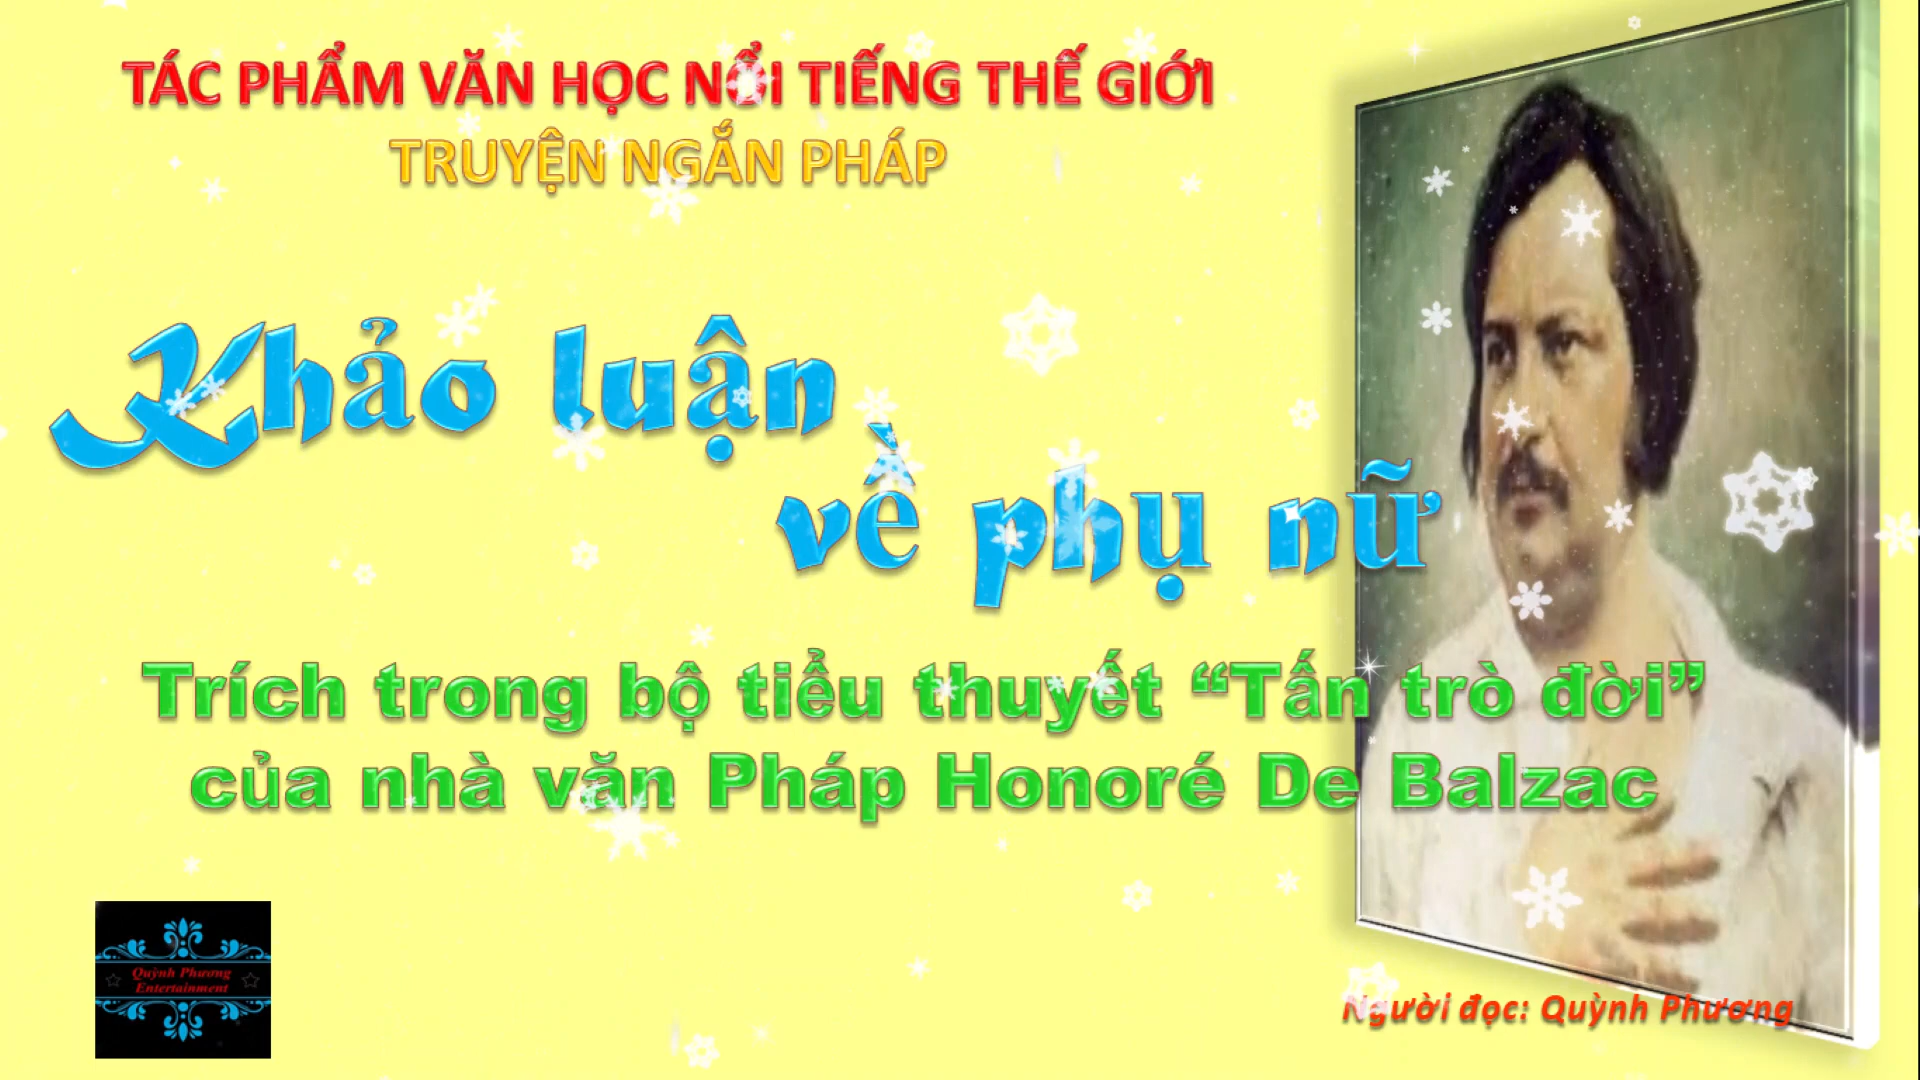 TÁC PHẨM VĂN HỌC NỔI TIẾNG THẾ GIỚI
TRUYỆN NGẮN PHÁP
Khảo luận
về phụ nữ
Trích trong bộ tiểu thuyết “Tấn trò đời”
của nhà văn Pháp Honoré De Balzac
Quỳnh Phương
Entertainment
Người đọc: Quỳnh Phương